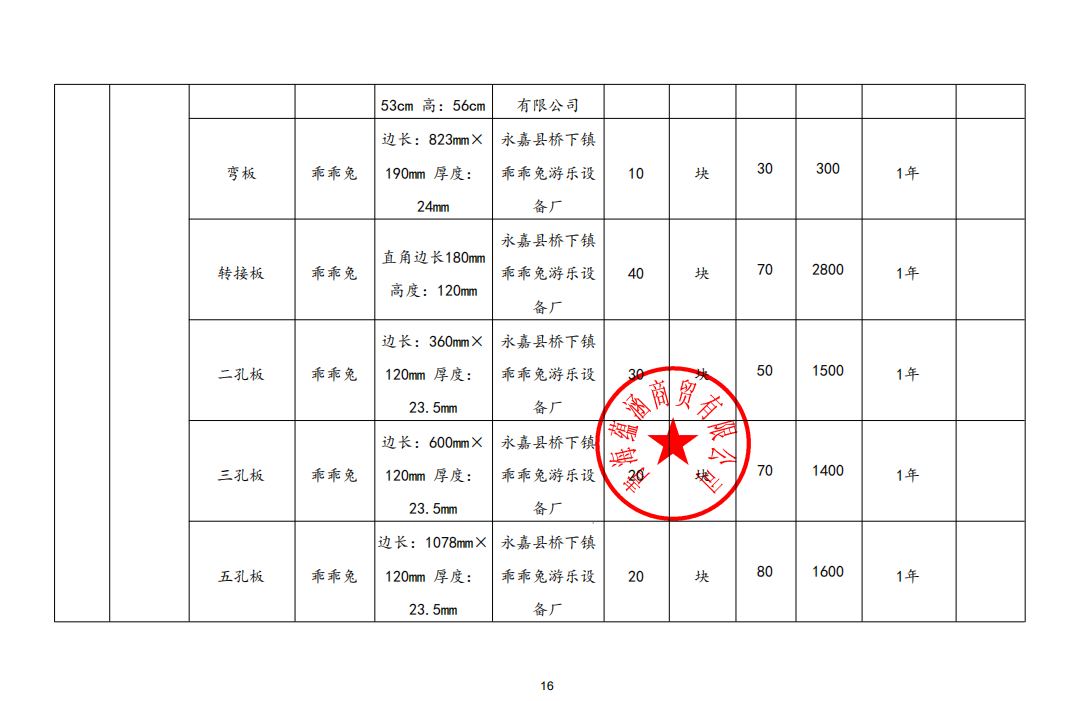 53cm 高：56cm
有限公司
弯板
乖乖兔
边长：823mm×
190mm 厚度：
24mm
永嘉县桥下镇
乖乖兔游乐设
备厂
10
块
30
300
1年
转接板
乖乖兔
直角边长180mm
高度：120mm
永嘉县桥下镇
乖乖兔游乐设
备厂
40
块
70
2800
1年
二孔板
乖乖兔
边长：360mm×
120mm 厚度：
23.5mm
永嘉县桥下镇
乖乖兔游乐设
备厂
30
块
50
1500
1年
三孔板
乖乖兔
边长：600mm×
120mm 厚度：
23.5mm
永嘉县桥下镇
乖乖兔游乐设
备厂
20
块
70
1400
1年
五孔板
乖乖兔
边长：1078mm×
120mm 厚度：
23.5mm
永嘉县桥下镇
乖乖兔游乐设
备厂
20
块
80
1600
1年
涵商贸有限公司
16